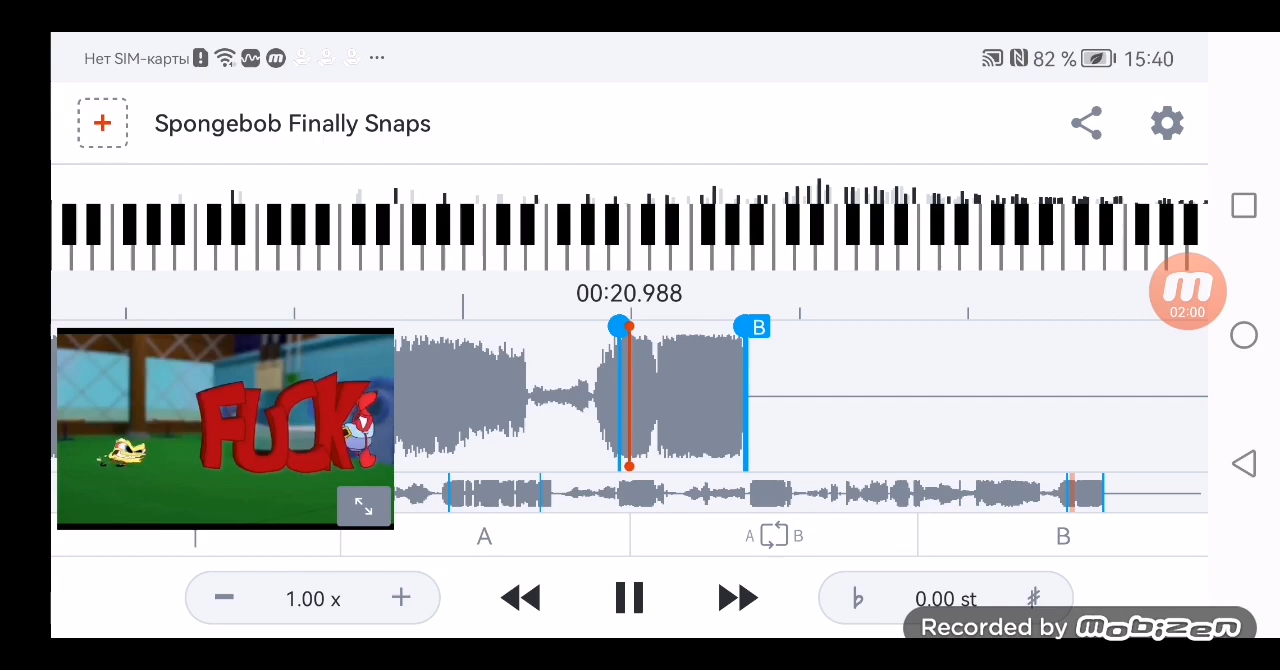 Нет SIM-карты 82 % 15:40
Spongebob Finally Snaps
00:20.988
02:00
B
FUCK
A A B B
1.00 x 0.00 st
Recorded by mobizen